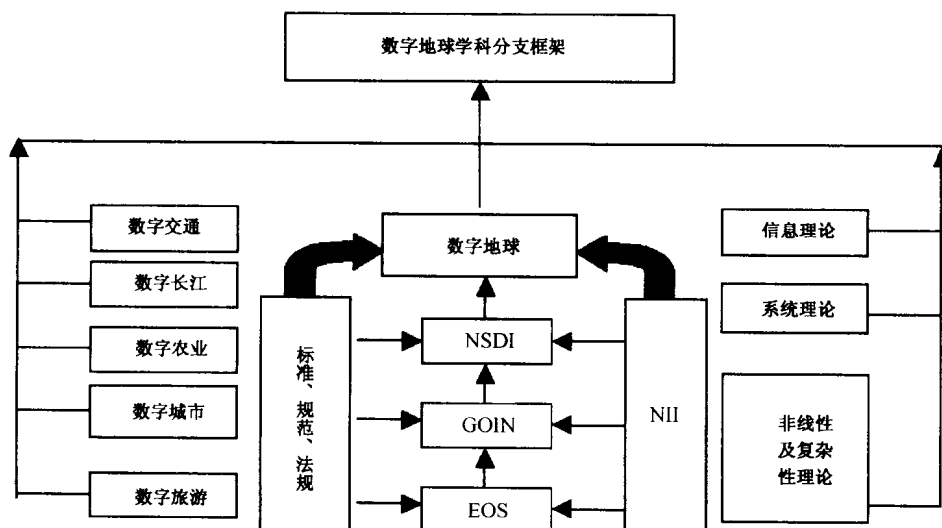 数字地球学科分支框架
数字交通
数字长江
数字农业
数字城市
数字旅游
标准、规范、法规
数字地球
NSDI
GOIN
EOS
NII
信息理论
系统理论
非线性
及复杂
性理论